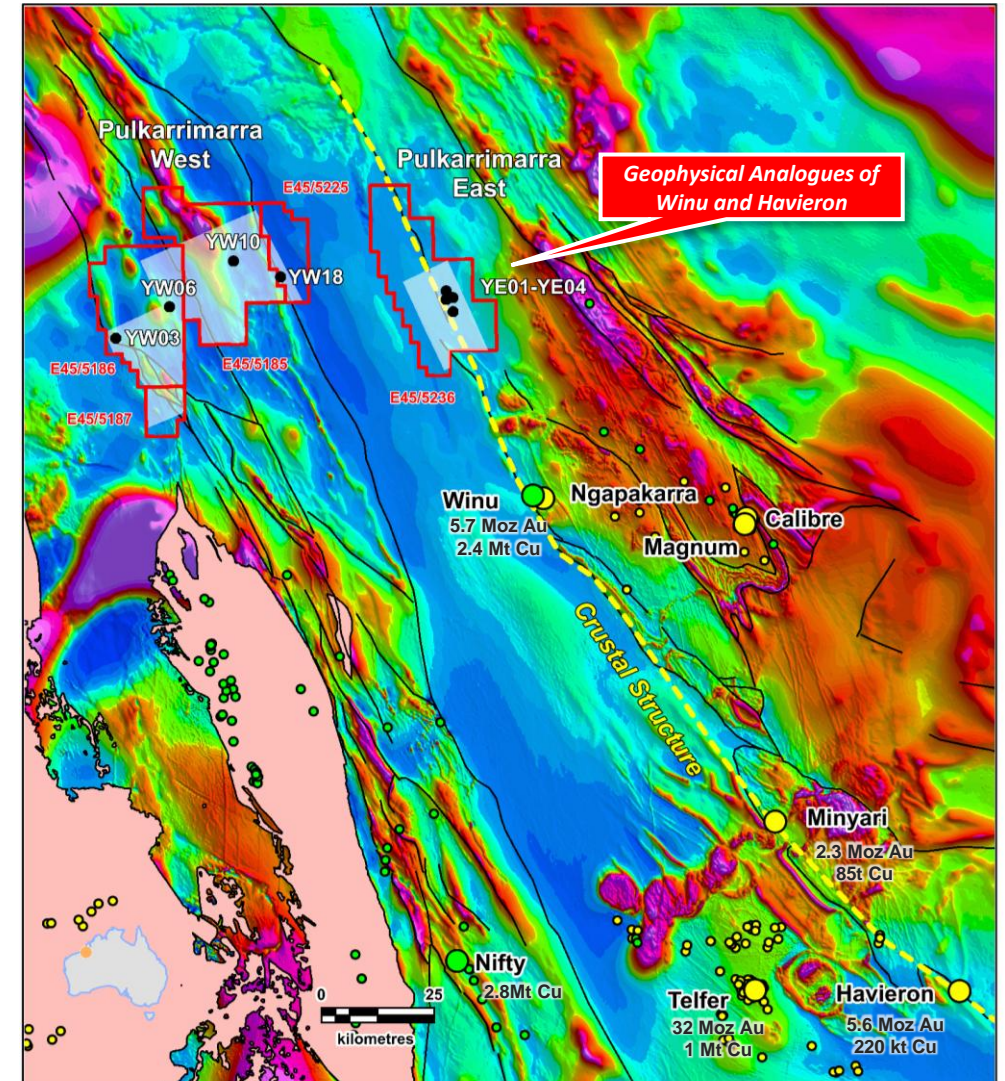 Pulkarrimarra
West
Pulkarrimarra
East
Geophysical Analogues of
Winu and Havieron
E45/5225
YW10
YW18
YW06
YE01-YE04
YW03
E45/5186
E45/5185
E45/5187
E45/5236
Winu
5.7 Moz Au
2.4 Mt Cu
Ngapakarra
Calibre
Magnum
Crustal Structure
Minyari
2.3 Moz Au
85t Cu
Nifty
2.8Mt Cu
0 25
kilometres
Telfer
32 Moz Au
1 Mt Cu
Havieron
5.6 Moz Au
220 kt Cu